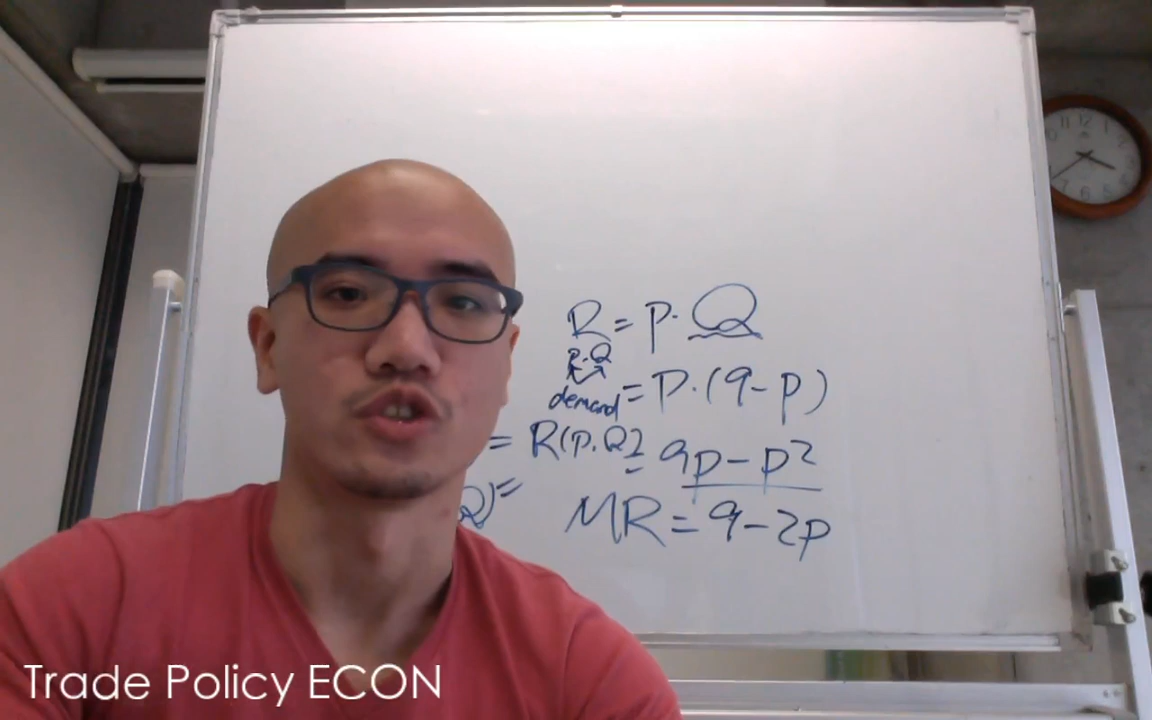 R = P · Q
P · Q
demand = P · (9 - P)
= R(P, Q) = 9P - P²
Q) =
MR = 9 - 2P
Trade Policy ECON